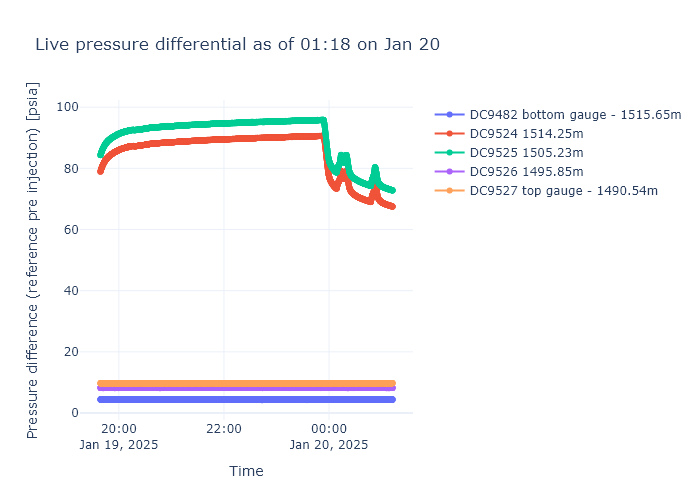 Live pressure differential as of 01:18 on Jan 20
Pressure difference (reference pre injection) [psia]
100
80
60
40
20
0
20:00
Jan 19, 2025
22:00
00:00
Jan 20, 2025
Time
DC9482 bottom gauge - 1515.65m
DC9524 1514.25m
DC9525 1505.23m
DC9526 1495.85m
DC9527 top gauge - 1490.54m